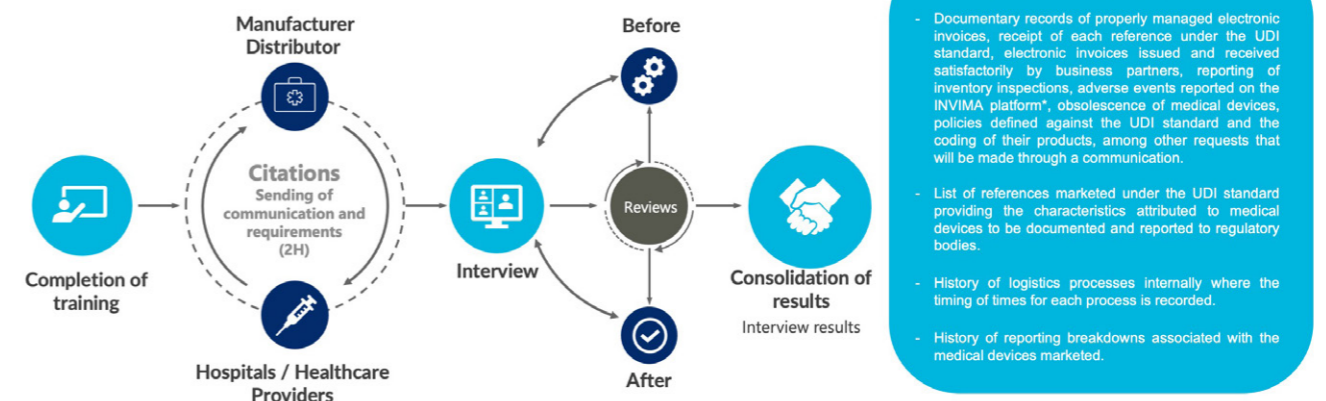 Manufacturer
Distributor
Citations
Sending of
communication and
requirements
(2H)
Completion of
training
Hospitals / Healthcare
Providers
Interview
Before
Reviews
After
Consolidation of
results
Interview results
- Documentary records of properly managed electronic
invoices, receipt of each reference under the UDI
standard, electronic invoices issued and received
satisfactorily by business partners, reporting of
inventory inspections, adverse events reported on the
INVIMA platform*, obsolescence of medical devices,
policies defined against the UDI standard and the
coding of their products, among other requests that
will be made through a communication.
- List of references marketed under the UDI standard
providing the characteristics attributed to medical
devices to be documented and reported to regulatory
bodies.
- History of logistics processes internally where the
timing of times for each process is recorded.
- History of reporting breakdowns associated with the
medical devices marketed.